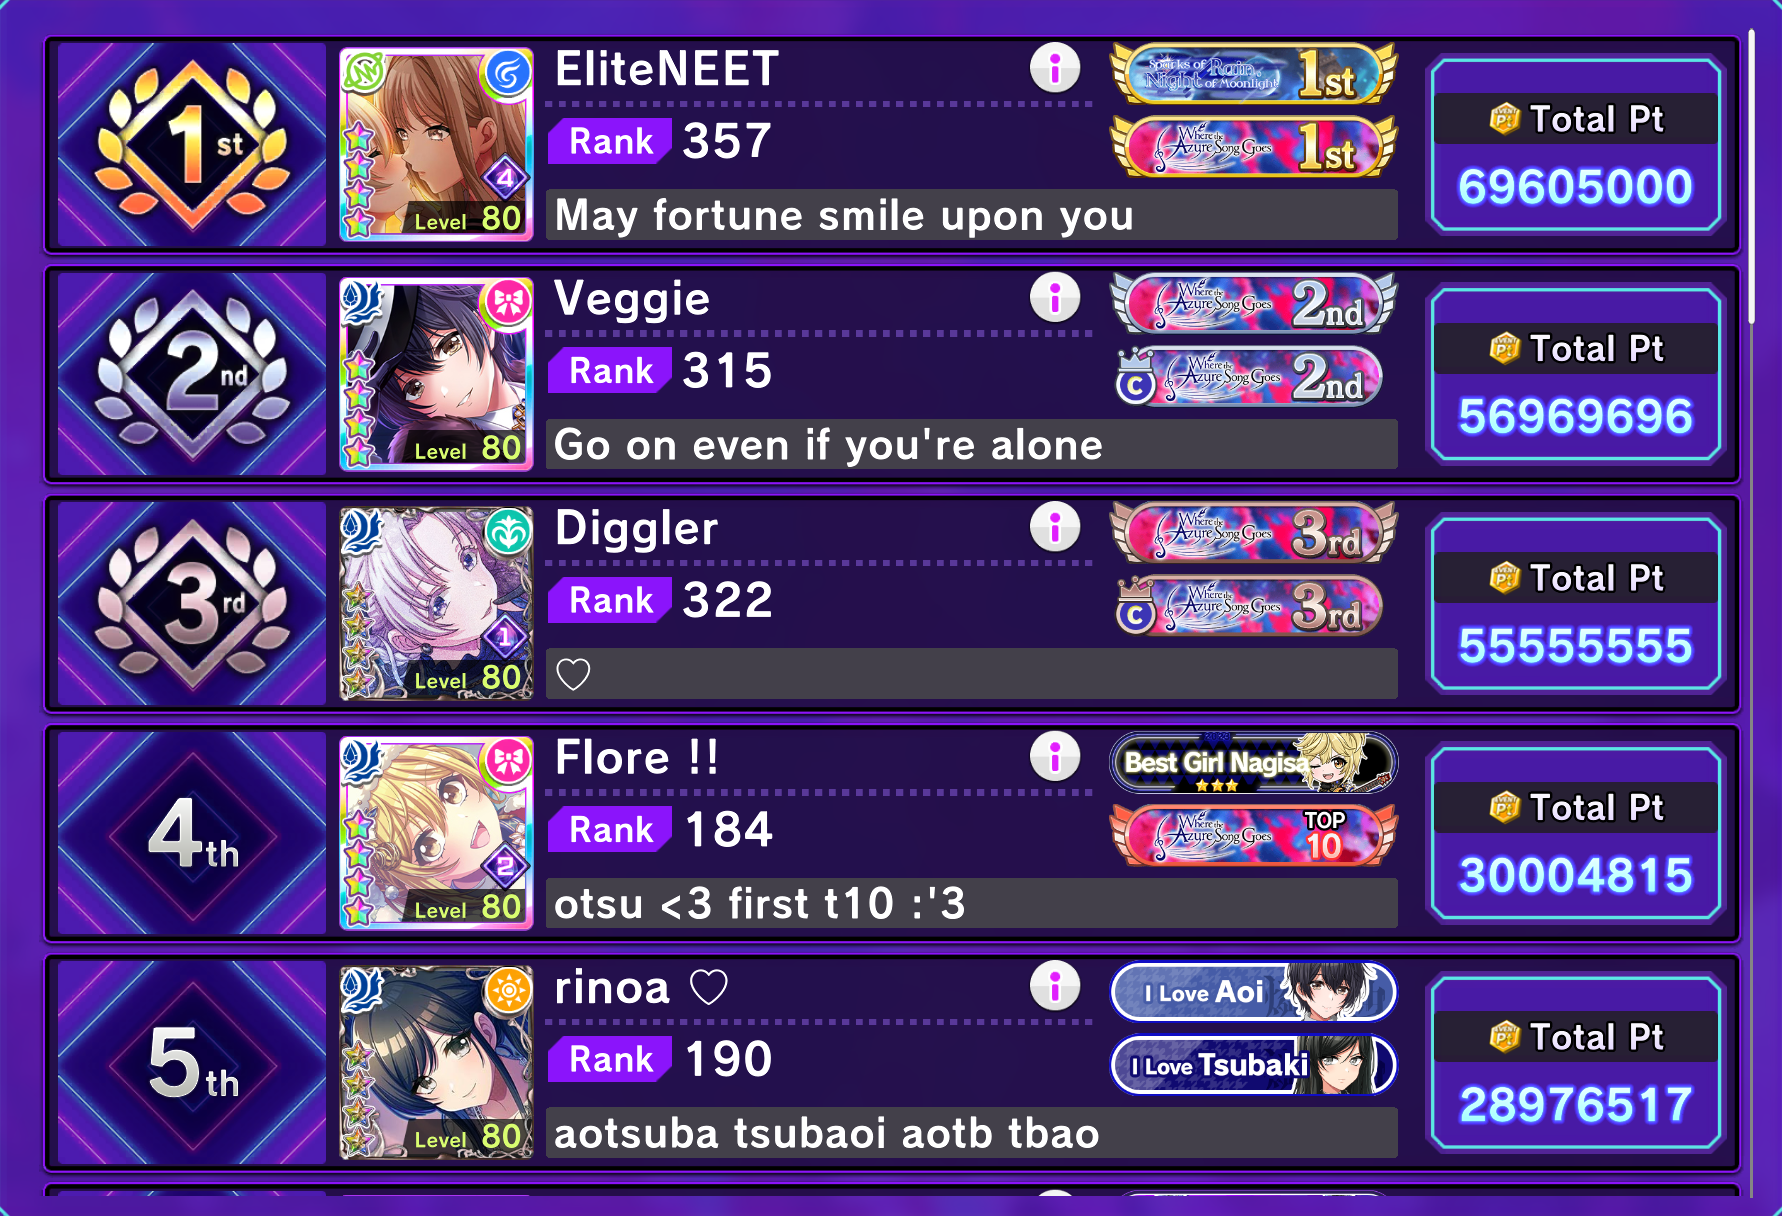 1st
EliteNEET
Rank 357
May fortune smile upon you
Level 80
4
Sparks of Rain, Night of Moonlight 1st
Where the Azure Song Goes 1st
Total Pt
69605000
2nd
Veggie
Rank 315
Go on even if you're alone
Level 80
Where the Azure Song Goes 2nd
C Where the Azure Song Goes 2nd
Total Pt
56969696
3rd
Diggler
Rank 322
♡
Level 80
1
Where the Azure Song Goes 3rd
C Where the Azure Song Goes 3rd
Total Pt
55555555
4th
Flore !!
Rank 184
otsu <3 first t10 :'3
Level 80
2
Best Girl Nagisa
Where the Azure Song Goes TOP 10
Total Pt
30004815
5th
rinoa ♡
Rank 190
aotsuba tsubaoi aotb tbao
Level 80
I Love Aoi
I Love Tsubaki
Total Pt
28976517